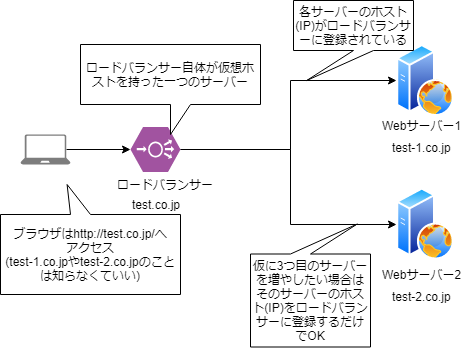 各サーバーのホスト
(IP)がロードバランサ
ーに登録されている
ロードバランサー自体が仮想ホ
ストを持った一つのサーバー
Webサーバー1
test-1.co.jp
ロードバランサー
test.co.jp
ブラウザはhttp://test.co.jp/へ
アクセス
(test-1.co.jpやtest-2.co.jpのこと
は知らなくていい)
仮に3つ目のサーバー
を増やしたい場合は
そのサーバーのホス
ト(IP)をロードバラン
サーに登録するだけ
でOK
Webサーバー2
test-2.co.jp